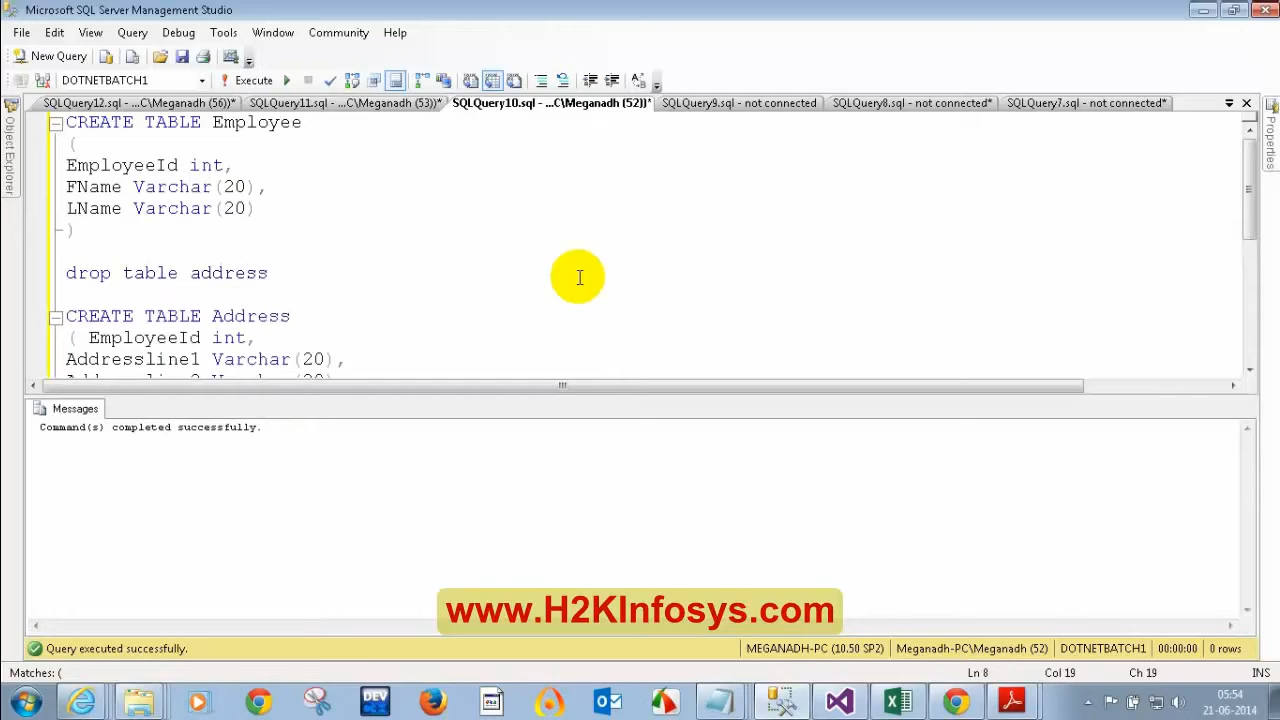 Microsoft SQL Server Management Studio
File Edit View Query Debug Tools Window Community Help
New Query
DOTNETBATCH1 Execute
SQLQuery12.sql - ...C\Meganadh (56))* SQLQuery11.sql - ...C\Meganadh (53))* SQLQuery10.sql - ...C\Meganadh (52))* SQLQuery9.sql - not connected SQLQuery8.sql - not connected* SQLQuery7.sql - not connected*
Object Explorer
Properties
CREATE TABLE Employee
(
EmployeeId int,
FName Varchar(20),
LName Varchar(20)
)
drop table address
CREATE TABLE Address
( EmployeeId int,
Addressline1 Varchar(20),
Messages
Command(s) completed successfully.
www.H2KInfosys.com
Query executed successfully. MEGANADH-PC (10.50 SP2) Meganadh-PC\Meganadh (52) DOTNETBATCH1 00:00:00 0 rows
Matches: ( Ln 8 Col 19 Ch 19 INS
DEV
05:54
21-06-2014